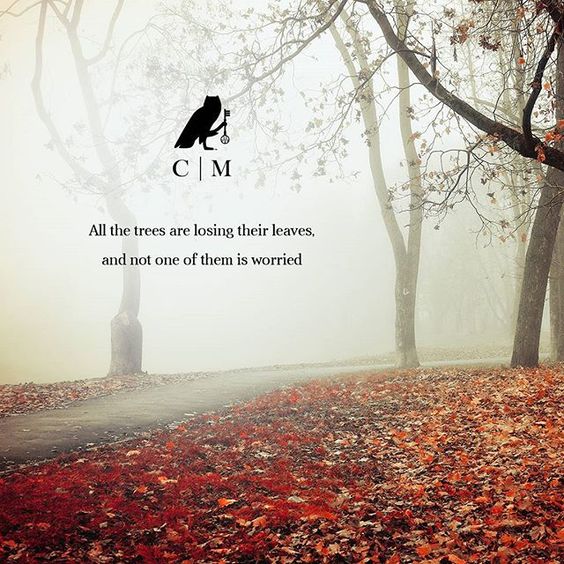 C | M
All the trees are losing their leaves,
and not one of them is worried